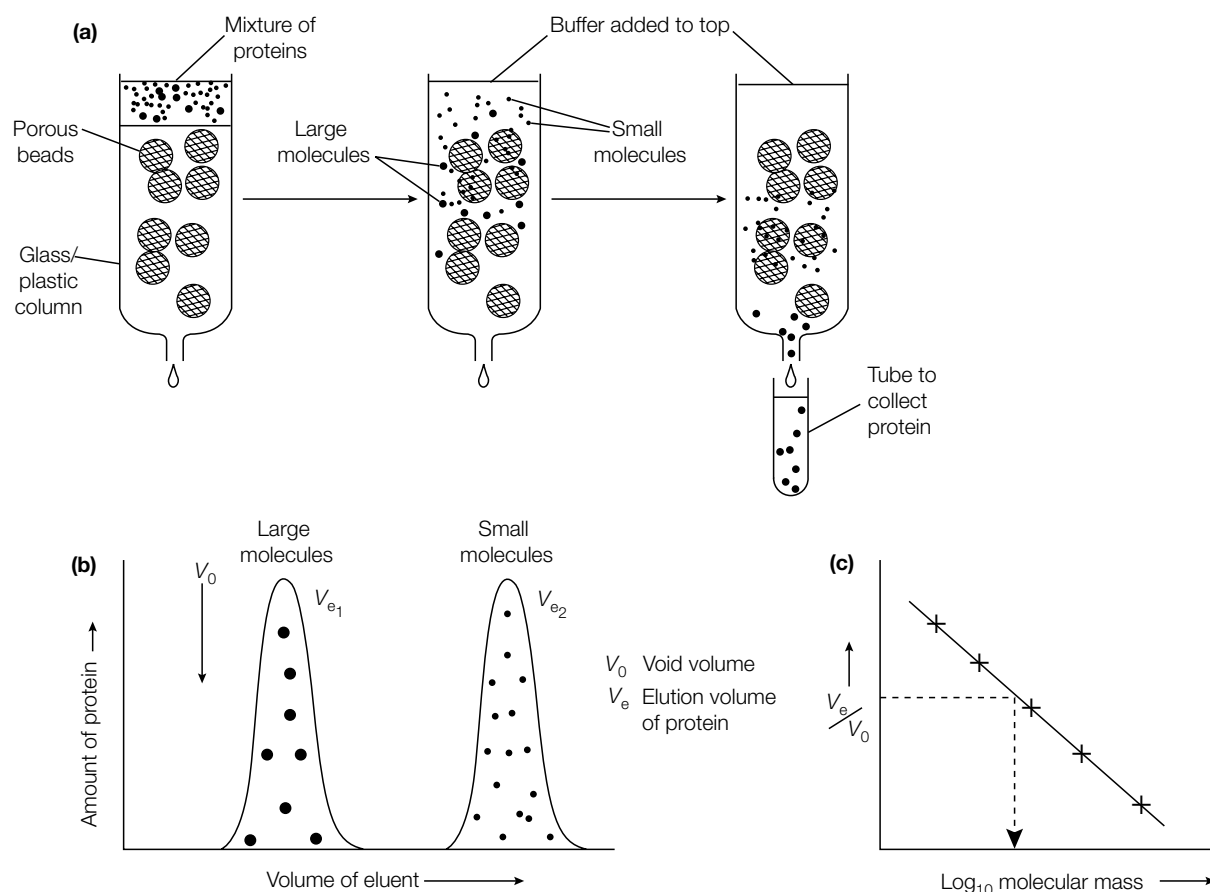 (a)
Mixture of
proteins
Buffer added to top
Porous
beads
Large
molecules
Small
molecules
Glass/
plastic
column
Tube to
collect
protein
(b)
Large
molecules
Small
molecules
V0
Ve1
Ve2
Amount of protein
Volume of eluent
V0 Void volume
Ve Elution volume
of protein
(c)
Ve/V0
Log10 molecular mass